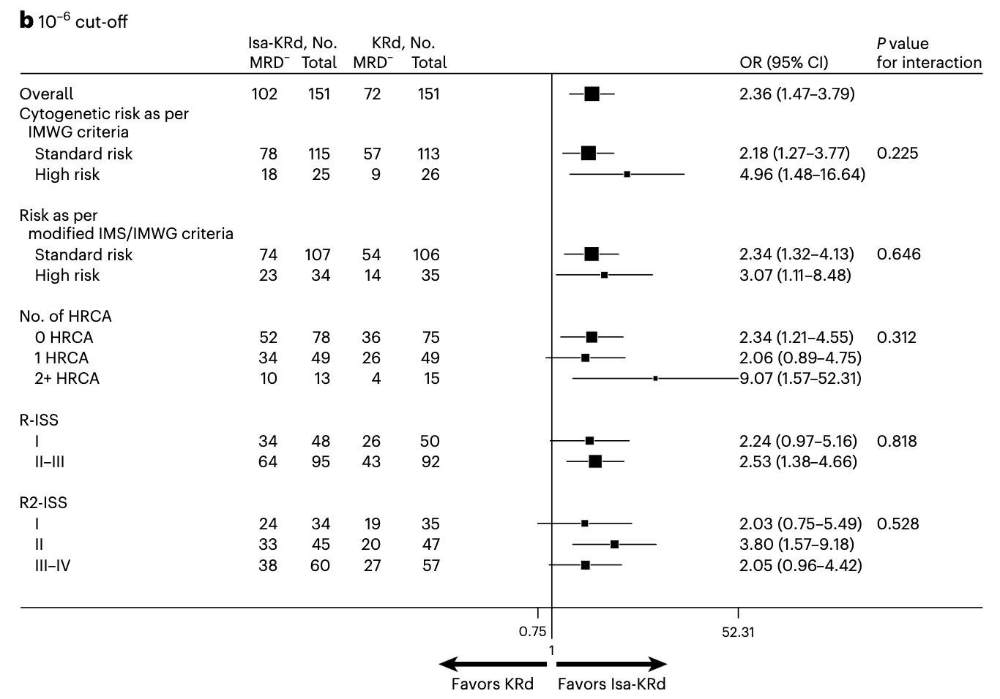 b 10⁻⁶ cut-off
Isa-KRd, No. KRd, No. P value
MRD⁻ Total MRD⁻ Total OR (95% CI) for interaction
Overall 102 151 72 151 2.36 (1.47–3.79)
Cytogenetic risk as per
IMWG criteria
Standard risk 78 115 57 113 2.18 (1.27–3.77) 0.225
High risk 18 25 9 26 4.96 (1.48–16.64)
Risk as per
modified IMS/IMWG criteria
Standard risk 74 107 54 106 2.34 (1.32–4.13) 0.646
High risk 23 34 14 35 3.07 (1.11–8.48)
No. of HRCA
0 HRCA 52 78 36 75 2.34 (1.21–4.55) 0.312
1 HRCA 34 49 26 49 2.06 (0.89–4.75)
2+ HRCA 10 13 4 15 9.07 (1.57–52.31)
R-ISS
I 34 48 26 50 2.24 (0.97–5.16) 0.818
II–III 64 95 43 92 2.53 (1.38–4.66)
R2-ISS
I 24 34 19 35 2.03 (0.75–5.49) 0.528
II 33 45 20 47 3.80 (1.57–9.18)
III–IV 38 60 27 57 2.05 (0.96–4.42)
0.75 52.31
1
Favors KRd Favors Isa-KRd